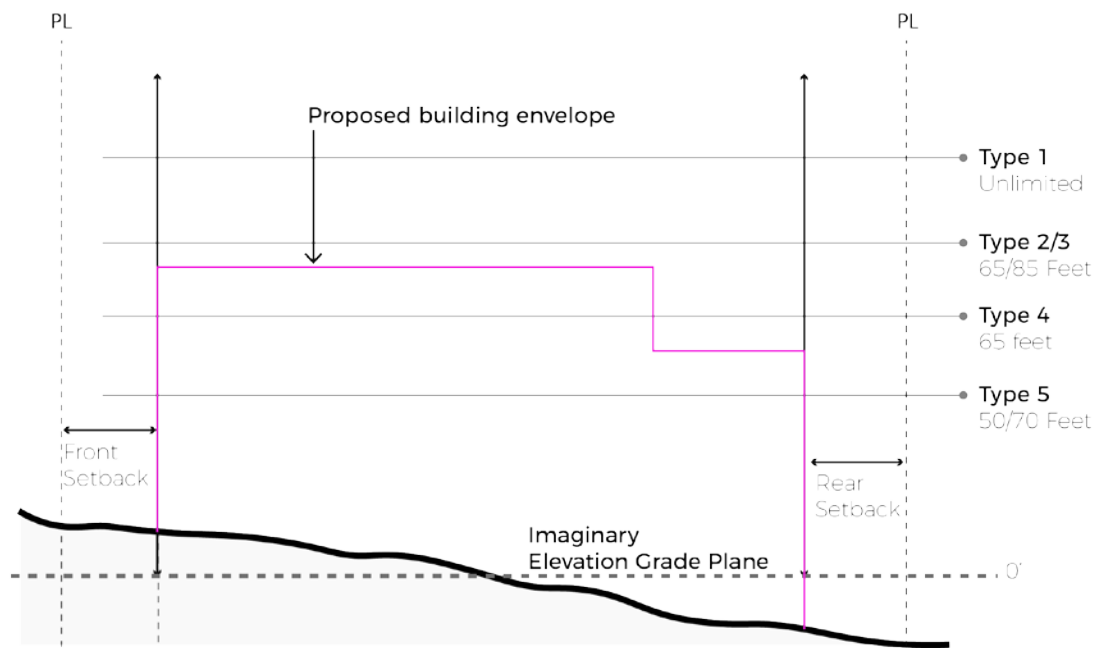 PL
PL
Proposed building envelope
Type 1
Unlimited
Type 2/3
65/85 Feet
Type 4
65 feet
Type 5
50/70 Feet
Front
Setback
Rear
Setback
Imaginary
Elevation Grade Plane
0'